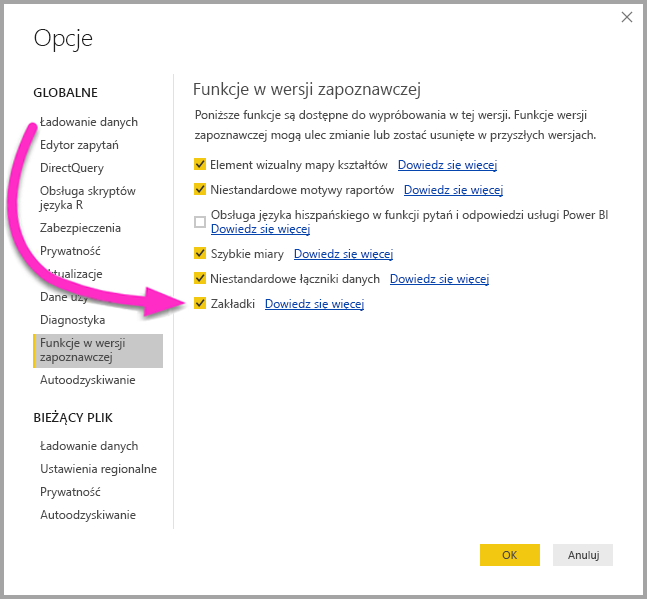 Opcje
GLOBALNE
Ładowanie danych
Edytor zapytań
DirectQuery
Obsługa skryptów
języka R
Zabezpieczenia
Prywatność
Dane
Diagnostyka
Funkcje w wersji
zapoznawczej
Autoodzyskiwanie
BIEŻĄCY PLIK
Ładowanie danych
Ustawienia regionalne
Prywatność
Autoodzyskiwanie
Funkcje w wersji zapoznawczej
Poniższe funkcje są dostępne do wypróbowania w tej wersji. Funkcje wersji
zapoznawczej mogą ulec zmianie lub zostać usunięte w przyszłych wersjach.
Element wizualny mapy kształtów Dowiedz się więcej
Niestandardowe motywy raportów Dowiedz się więcej
Obsługa języka hiszpańskiego w funkcji pytań i odpowiedzi usługi Power BI
Dowiedz się więcej
Szybkie miary Dowiedz się więcej
Niestandardowe łączniki danych Dowiedz się więcej
Zakładki Dowiedz się więcej
OK
Anuluj